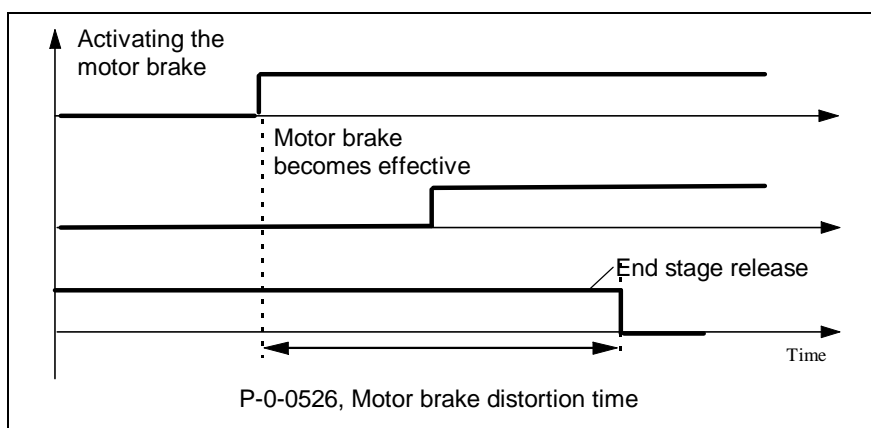 Activating the
motor brake
Motor brake
becomes effective
End stage release
Time
P-0-0526, Motor brake distortion time